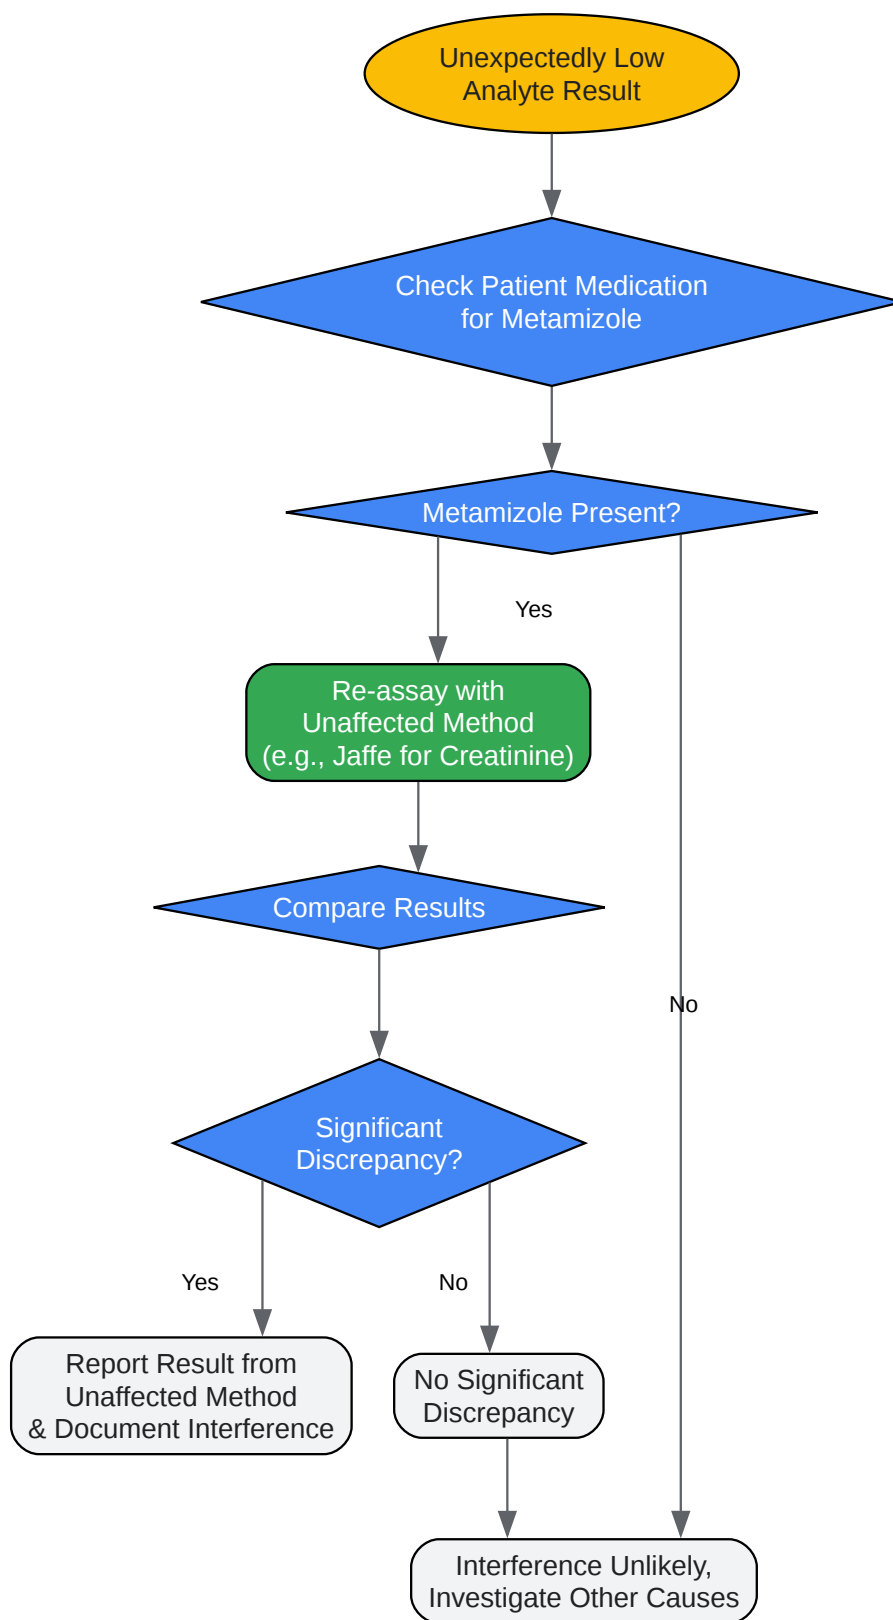 Unexpectedly Low
Analyte Result
Check Patient Medication
for Metamizole
Metamizole Present?
Yes
Re-assay with
Unaffected Method
(e.g., Jaffe for Creatinine)
Compare Results
No
Significant
Discrepancy?
Yes
No
Report Result from
Unaffected Method
& Document Interference
No Significant
Discrepancy
Interference Unlikely,
Investigate Other Causes